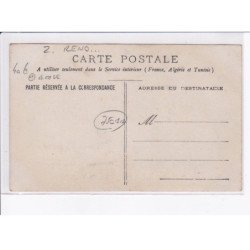 Z. RENO..
CARTE POSTALE
A utiliser seulement dans le Service intérieur (France, Algérie et Tunisie)
PARTIE RÉSERVÉE A LA CORRESPONDANCE
ADRESSE DU DESTINATAIRE
M